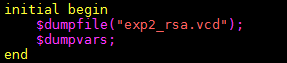 initial begin
    $dumpfile("exp2_rsa.vcd");
    $dumpvars;
end